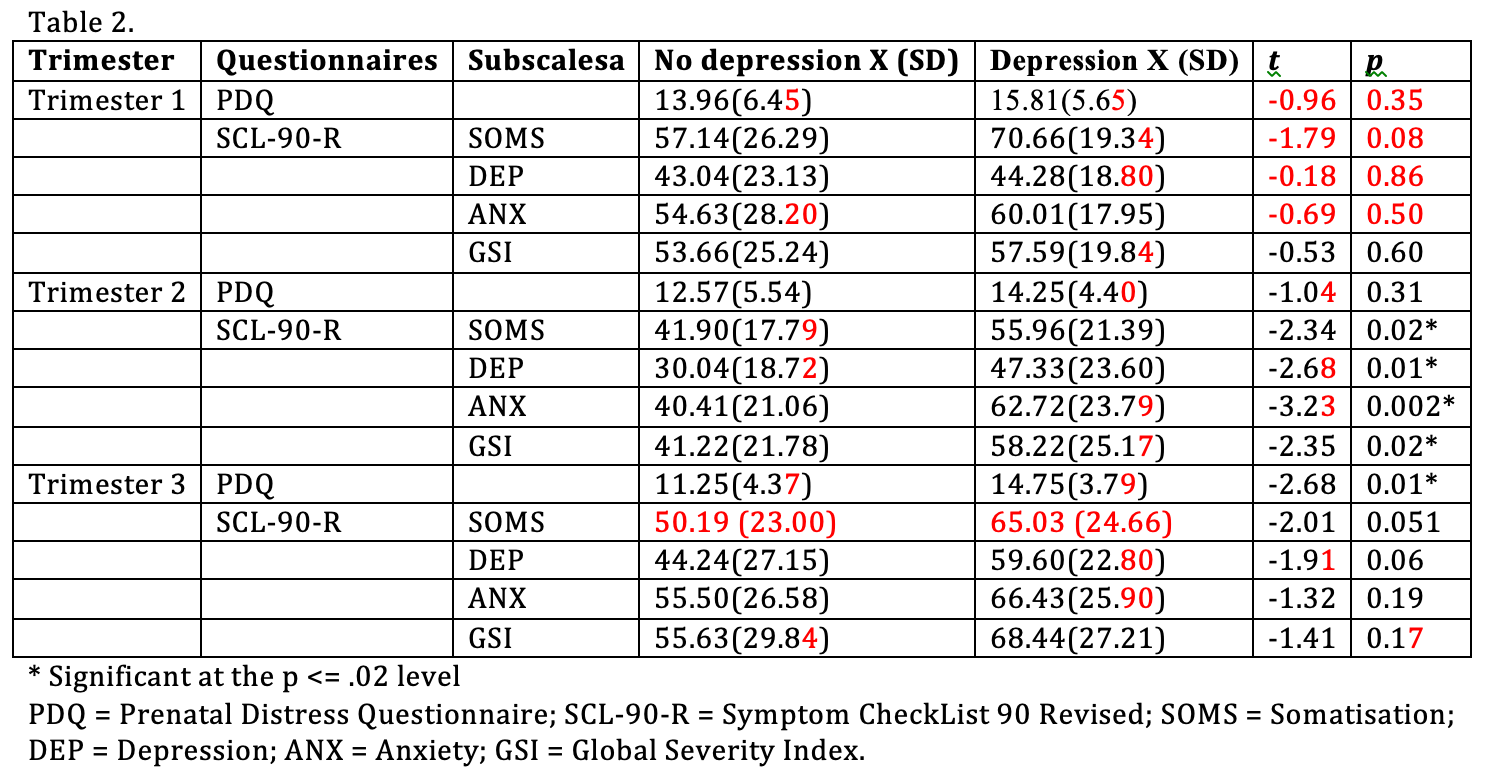 Table 2.
Trimester Questionnaires Subscalesa No depression X (SD) Depression X (SD) t p
Trimester 1 PDQ 13.96(6.45) 15.81(5.65) -0.96 0.35
SCL-90-R SOMS 57.14(26.29) 70.66(19.34) -1.79 0.08
DEP 43.04(23.13) 44.28(18.80) -0.18 0.86
ANX 54.63(28.20) 60.01(17.95) -0.69 0.50
GSI 53.66(25.24) 57.59(19.84) -0.53 0.60
Trimester 2 PDQ 12.57(5.54) 14.25(4.40) -1.04 0.31
SCL-90-R SOMS 41.90(17.79) 55.96(21.39) -2.34 0.02*
DEP 30.04(18.72) 47.33(23.60) -2.68 0.01*
ANX 40.41(21.06) 62.72(23.79) -3.23 0.002*
GSI 41.22(21.78) 58.22(25.17) -2.35 0.02*
Trimester 3 PDQ 11.25(4.37) 14.75(3.79) -2.68 0.01*
SCL-90-R SOMS 50.19 (23.00) 65.03 (24.66) -2.01 0.051
DEP 44.24(27.15) 59.60(22.80) -1.91 0.06
ANX 55.50(26.58) 66.43(25.90) -1.32 0.19
GSI 55.63(29.84) 68.44(27.21) -1.41 0.17
* Significant at the p <= .02 level
PDQ = Prenatal Distress Questionnaire; SCL-90-R = Symptom CheckList 90 Revised; SOMS = Somatisation;
DEP = Depression; ANX = Anxiety; GSI = Global Severity Index.